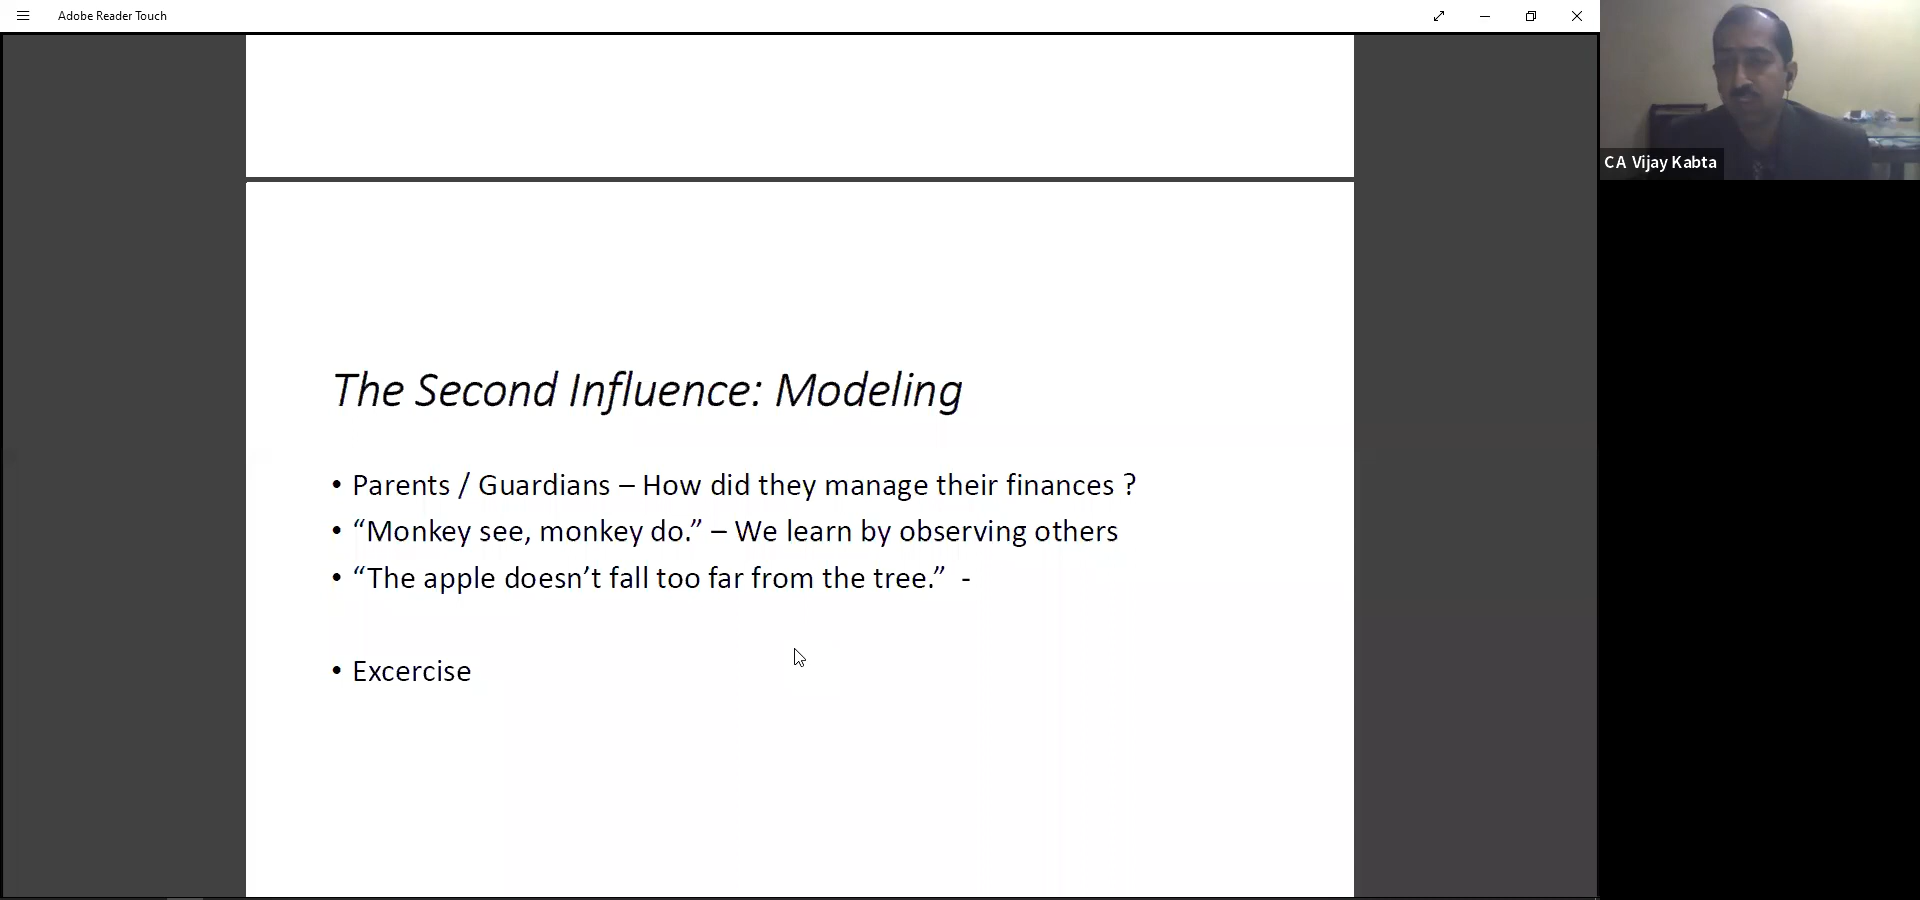 Adobe Reader Touch
CA Vijay Kabta
The Second Influence: Modeling
• Parents / Guardians – How did they manage their finances ?
• “Monkey see, monkey do.” – We learn by observing others
• “The apple doesn’t fall too far from the tree.”  -
• Excercise